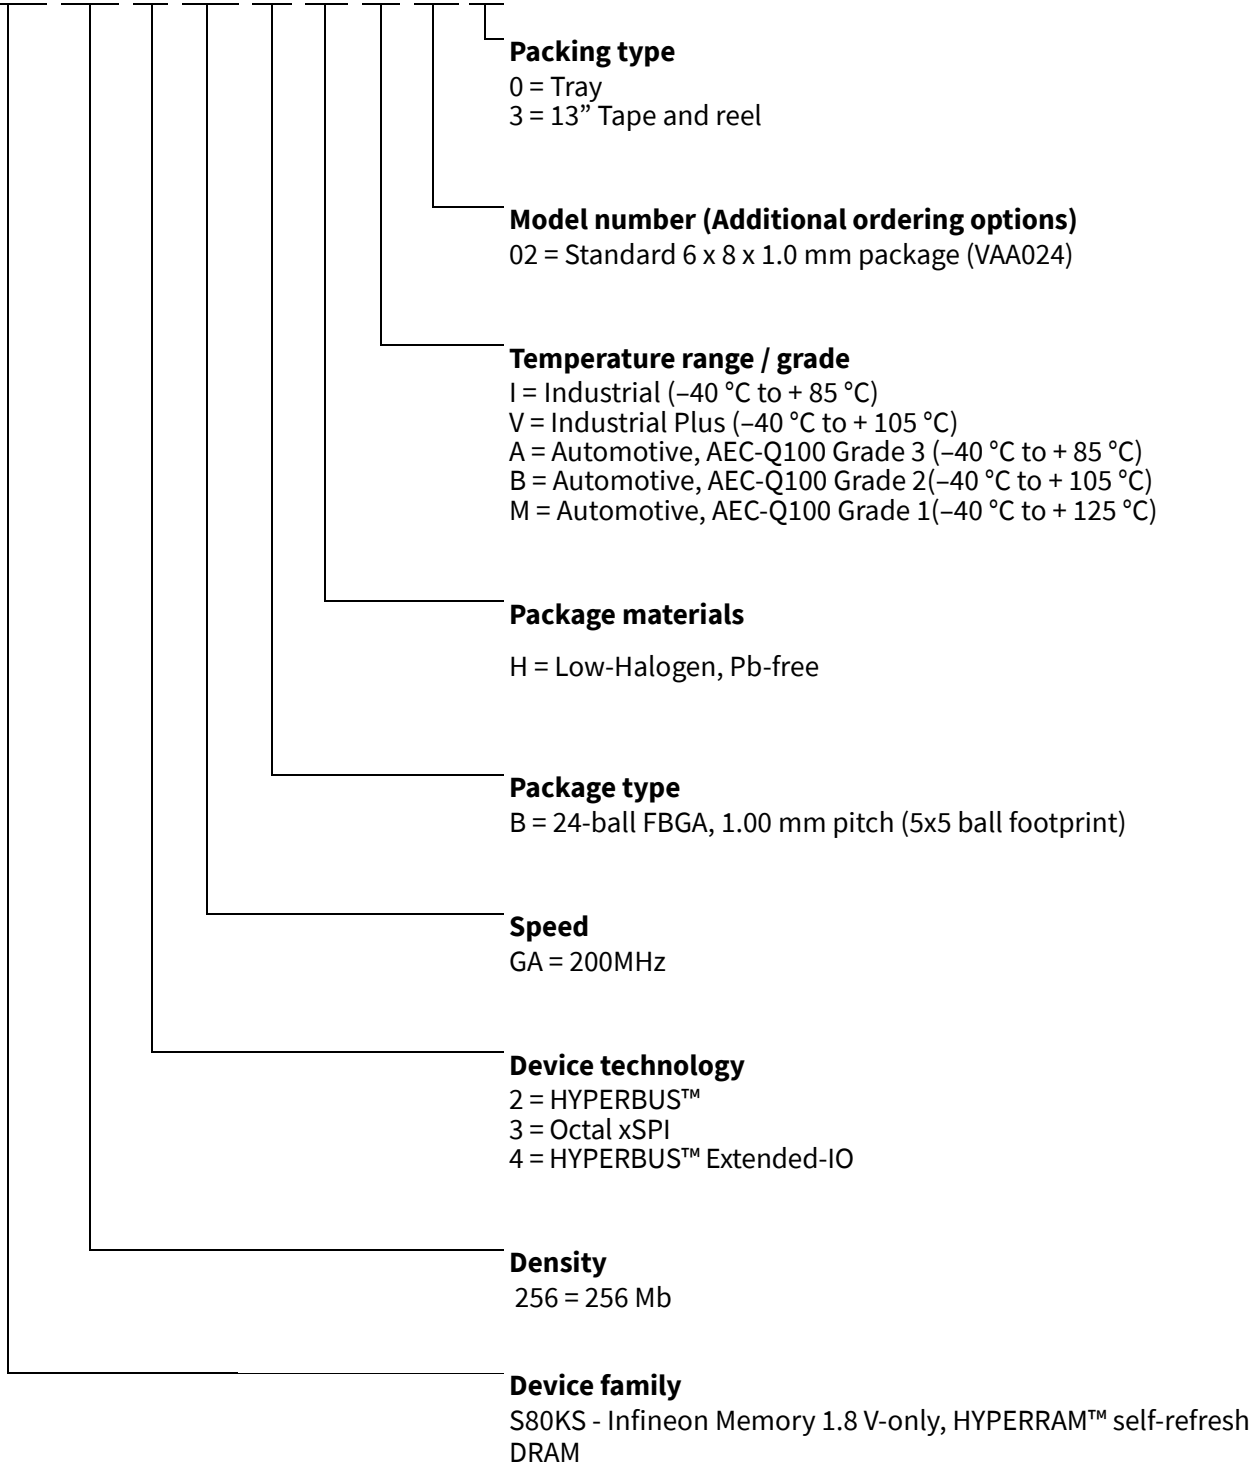 Packing type
0 = Tray
3 = 13” Tape and reel
Model number (Additional ordering options)
02 = Standard 6 x 8 x 1.0 mm package (VAA024)
Temperature range / grade
I = Industrial (–40 °C to + 85 °C)
V = Industrial Plus (–40 °C to + 105 °C)
A = Automotive, AEC-Q100 Grade 3 (–40 °C to + 85 °C)
B = Automotive, AEC-Q100 Grade 2(–40 °C to + 105 °C)
M = Automotive, AEC-Q100 Grade 1(–40 °C to + 125 °C)
Package materials
H = Low-Halogen, Pb-free
Package type
B = 24-ball FBGA, 1.00 mm pitch (5x5 ball footprint)
Speed
GA = 200MHz
Device technology
2 = HYPERBUS™
3 = Octal xSPI
4 = HYPERBUS™ Extended-IO
Density
256 = 256 Mb
Device family
S80KS - Infineon Memory 1.8 V-only, HYPERRAM™ self-refresh
DRAM